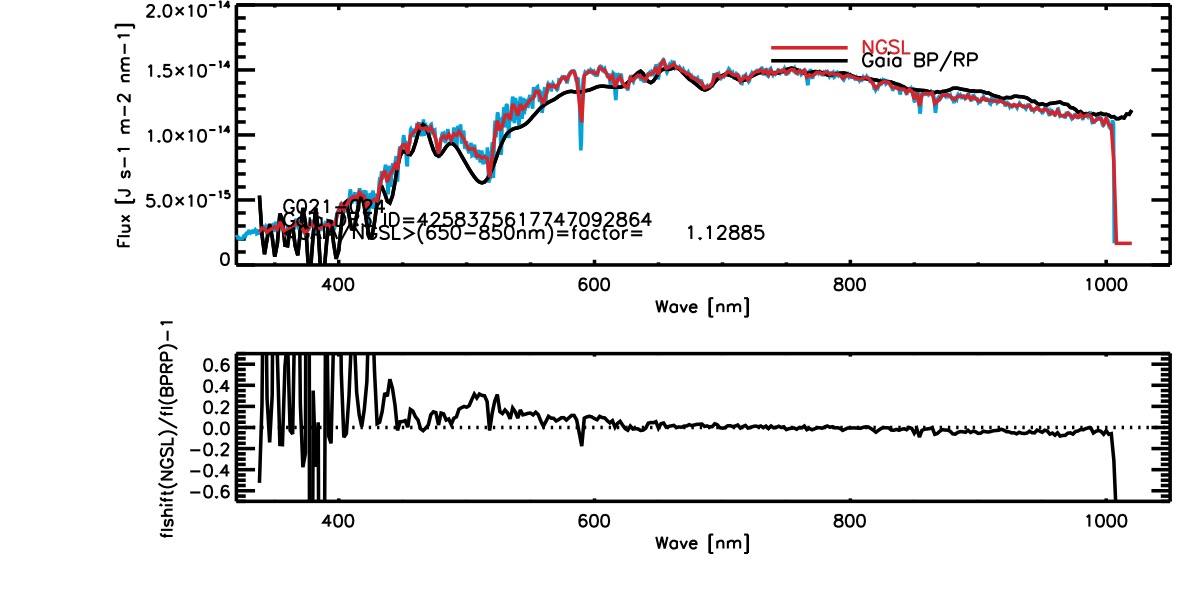 2.0×10−14
1.5×10−14
1.0×10−14
5.0×10−15
0
Flux [J s−1 m−2 nm−1]
NGSL
Gaia BP/RP
ID=4258375617747092864
NGSL>(650−850nm)=factor= 1.12885
400 600 800 1000
Wave [nm]
flshift(NGSL)/fl(BPRP)−1
0.6
0.4
0.2
0.0
−0.2
−0.4
−0.6
400 600 800 1000
Wave [nm]